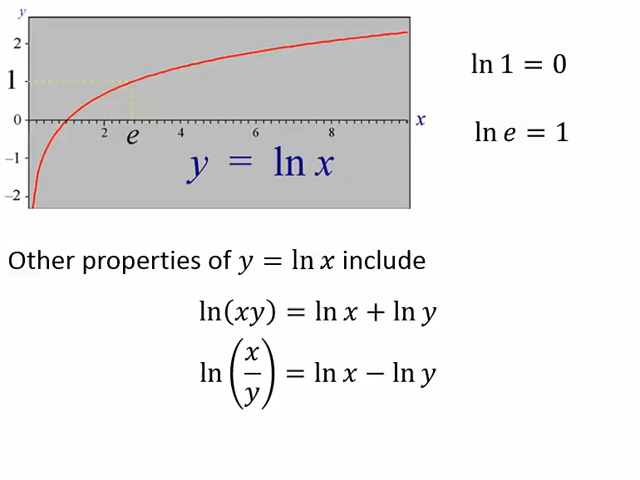 y
2
1
0
−1
−2
2
e
4
6
8
x
y = ln x
ln 1 = 0
ln e = 1
Other properties of y = ln x include
ln(xy) = ln x + ln y
ln(x/y) = ln x − ln y